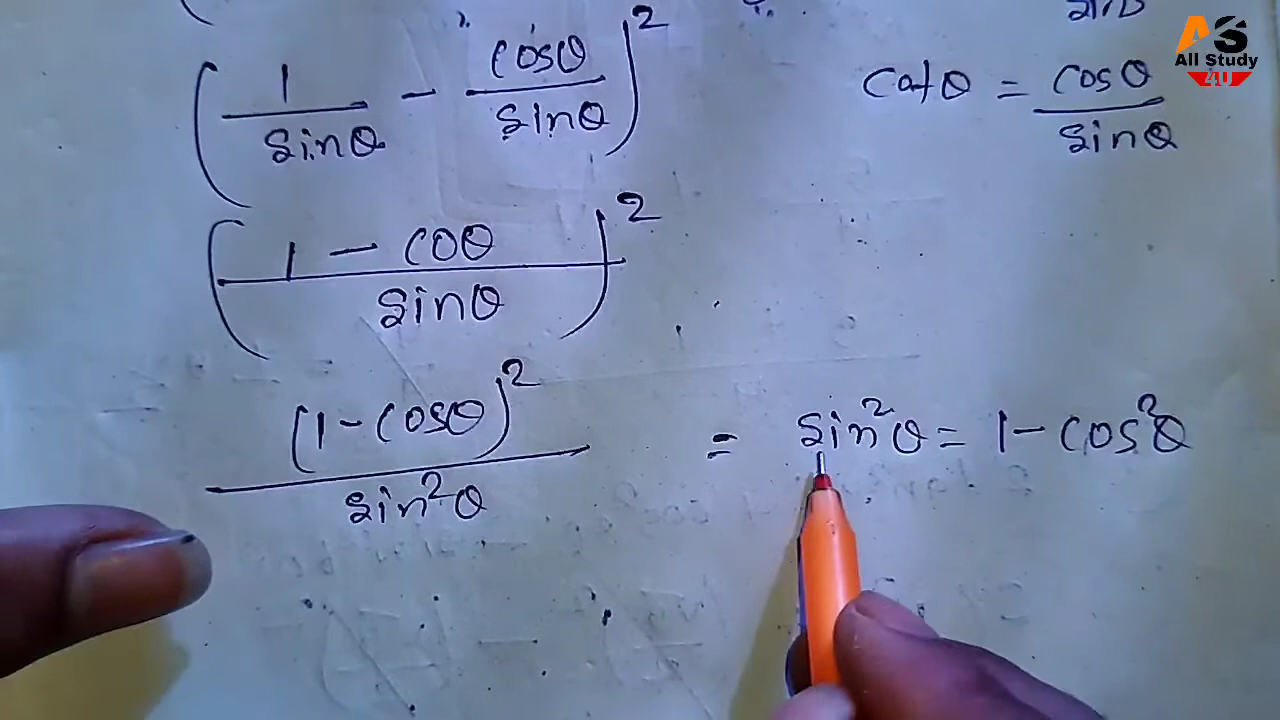 (1/sinθ - cosθ/sinθ)²
cotθ = cosθ/sinθ
AS
All Study
4U
(1 - coθ/sinθ)²
(1-cosθ)²/sin²θ = sin²θ = 1-cos²θ